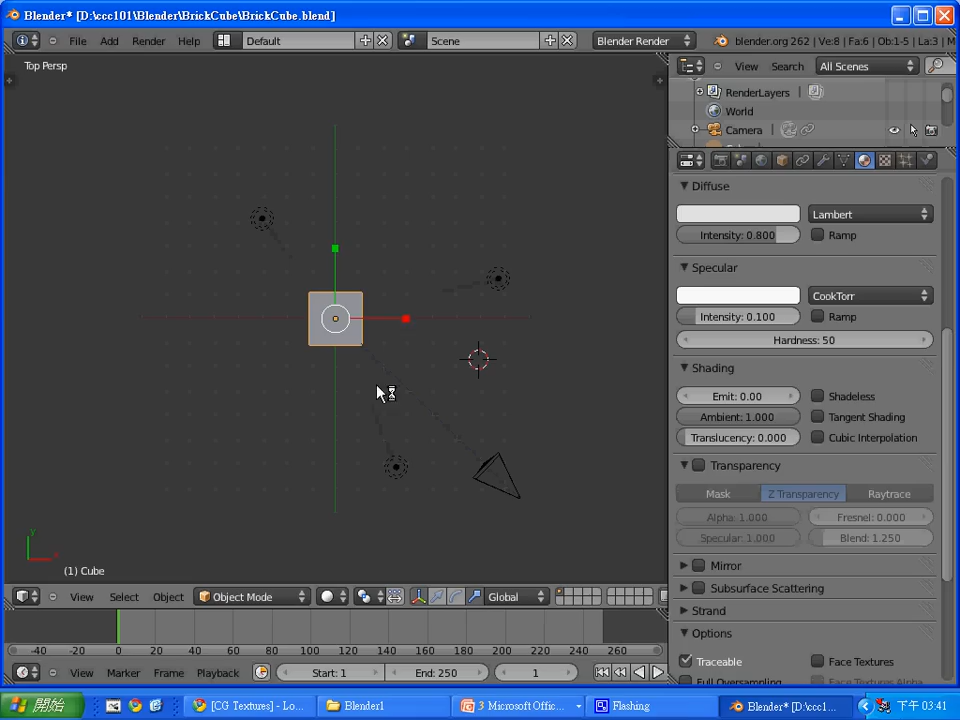 Blender* [D:\ccc101\Blender\BrickCube\BrickCube.blend]
File Add Render Help Default Scene Blender Render blender.org 262 | Ve:8 | Fa:6 | Ob:1-5 | La:3 | M
Top Persp
View Search All Scenes
RenderLayers
World
Camera
Diffuse
Lambert
Intensity: 0.800 Ramp
Specular
CookTorr
Intensity: 0.100 Ramp
Hardness: 50
Shading
Emit: 0.00 Shadeless
Ambient: 1.000 Tangent Shading
Translucency: 0.000 Cubic Interpolation
Transparency
Mask Z Transparency Raytrace
Alpha: 1.000 Fresnel: 0.000
Specular: 1.000 Blend: 1.250
Mirror
Subsurface Scattering
Strand
Options
Traceable Face Textures
Full Oversampling Face Textures Alpha
y
x
(1) Cube
View Select Object Object Mode Global
-40 -20 0 20 40 60 80 100 120 140 160 180 200 220 240 260
View Marker Frame Playback Start: 1 End: 250 1
開始 [CG Textures] - Lo... Blender1 3 Microsoft Offic... Flashing Blender* [D:\ccc1... 下午 03:41